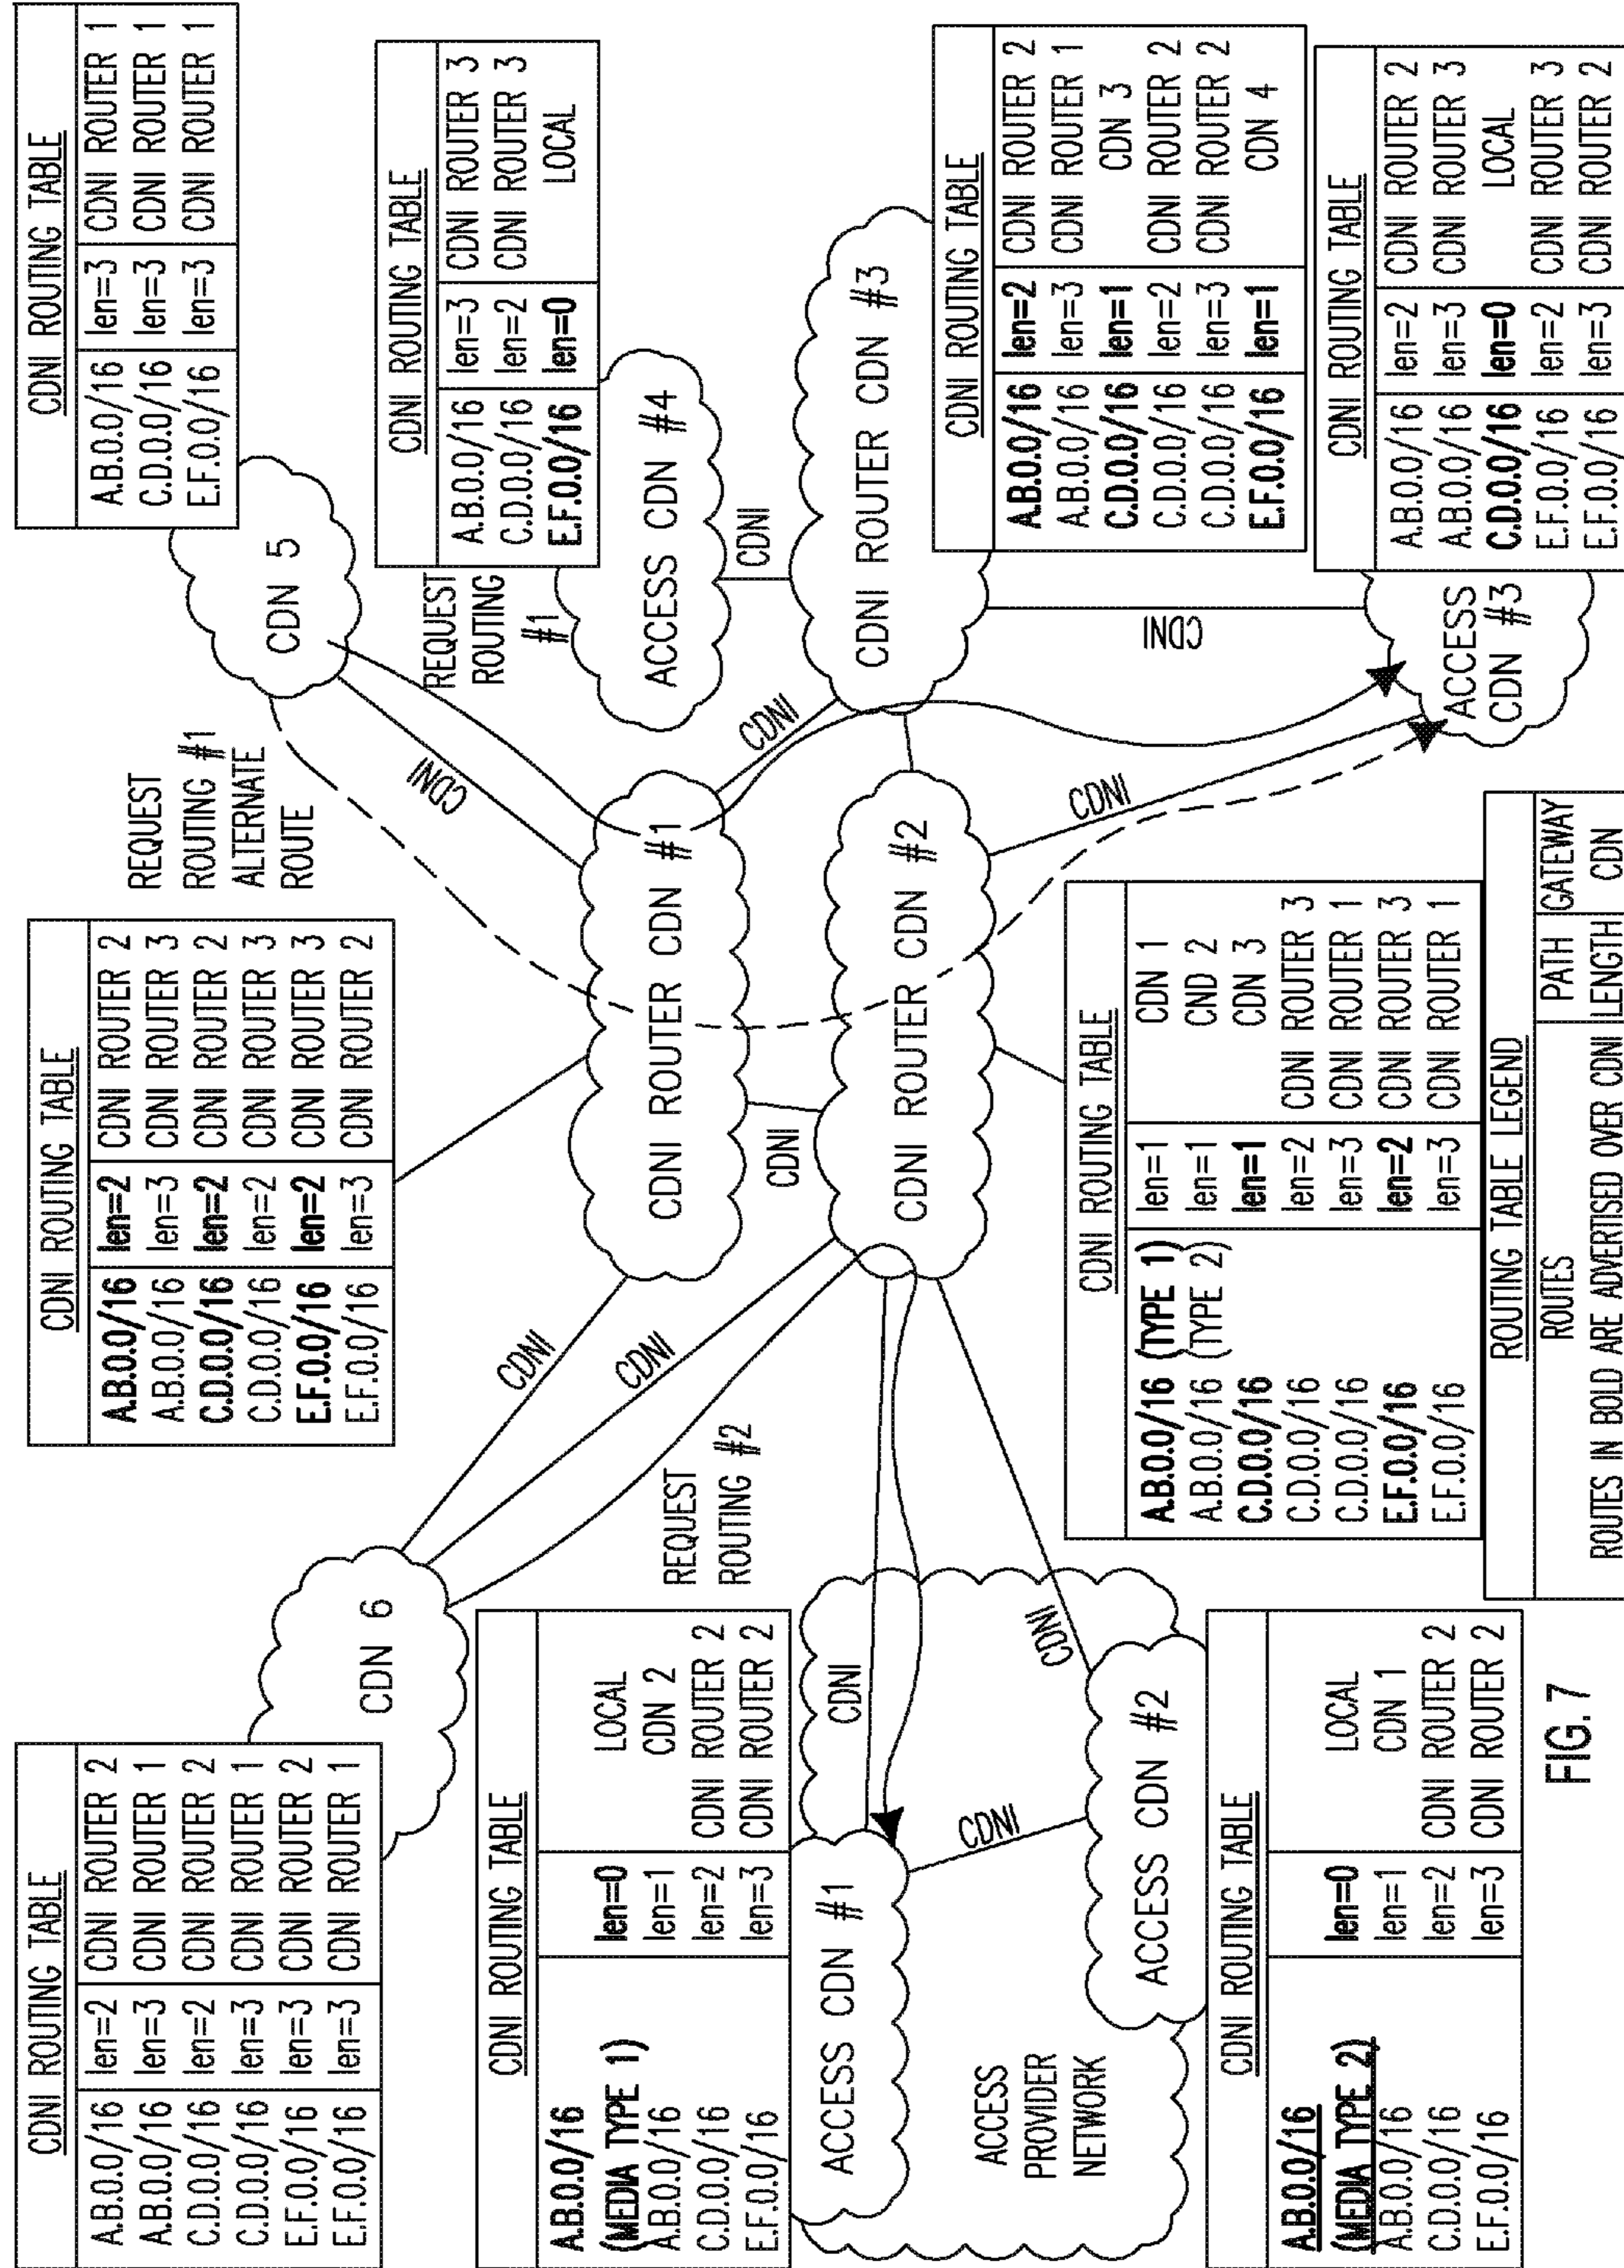 CDNI ROUTING TABLE
A.B.0.0/16 len=2 CDNI ROUTER 2
A.B.0.0/16 len=3 CDNI ROUTER 1
C.D.0.0/16 len=2 CDNI ROUTER 2
C.D.0.0/16 len=3 CDNI ROUTER 1
E.F.0.0/16 len=3 CDNI ROUTER 2
E.F.0.0/16 len=3 CDNI ROUTER 1
CDN 6
CDNI ROUTING TABLE
A.B.0.0/16 len=2 CDNI ROUTER 2
A.B.0.0/16 len=3 CDNI ROUTER 3
C.D.0.0/16 len=2 CDNI ROUTER 2
C.D.0.0/16 len=2 CDNI ROUTER 3
E.F.0.0/16 len=2 CDNI ROUTER 3
E.F.0.0/16 len=3 CDNI ROUTER 2
REQUEST
ROUTING #1
ALTERNATE
ROUTE
CDN 5
CDNI ROUTING TABLE
A.B.0.0/16 len=3 CDNI ROUTER 1
C.D.0.0/16 len=3 CDNI ROUTER 1
E.F.0.0/16 len=3 CDNI ROUTER 1
CDNI
CDNI
CDNI
REQUEST
ROUTING
#1
CDNI ROUTING TABLE
A.B.0.0/16 len=3 CDNI ROUTER 3
C.D.0.0/16 len=2 CDNI ROUTER 3
E.F.0.0/16 len=0 LOCAL
ACCESS CDN #4
CDNI
CDNI ROUTING TABLE
A.B.0.0/16 len=0 LOCAL
(MEDIA TYPE 1)
A.B.0.0/16 len=1 CDN 2
C.D.0.0/16 len=2 CDNI ROUTER 2
E.F.0.0/16 len=3 CDNI ROUTER 2
REQUEST
ROUTING #2
CDNI ROUTER CDN #1
CDNI
CDNI
CDNI ROUTER CDN #3
ACCESS CDN #1
CDNI
CDNI ROUTER CDN #2
ACCESS
PROVIDER
NETWORK
CDNI
CDNI
CDNI
CDNI
ACCESS CDN #2
CDNI ROUTING TABLE
A.B.0.0/16 len=2 CDNI ROUTER 2
A.B.0.0/16 len=3 CDNI ROUTER 1
C.D.0.0/16 len=1 CDN 3
C.D.0.0/16 len=2 CDNI ROUTER 2
C.D.0.0/16 len=3 CDNI ROUTER 2
E.F.0.0/16 len=1 CDN 4
CDNI ROUTING TABLE
A.B.0.0/16 (TYPE 1) len=1 CDN 1
A.B.0.0/16 (TYPE 2) len=1 CND 2
C.D.0.0/16 len=1 CDN 3
C.D.0.0/16 len=2 CDNI ROUTER 3
C.D.0.0/16 len=3 CDNI ROUTER 1
E.F.0.0/16 len=2 CDNI ROUTER 3
E.F.0.0/16 len=3 CDNI ROUTER 1
ACCESS
CDN #3
CDNI ROUTING TABLE
A.B.0.0/16 len=0 LOCAL
(MEDIA TYPE 2)
A.B.0.0/16 len=1 CDN 1
C.D.0.0/16 len=2 CDNI ROUTER 2
E.F.0.0/16 len=3 CDNI ROUTER 2
CDNI ROUTING TABLE
A.B.0.0/16 len=2 CDNI ROUTER 2
A.B.0.0/16 len=3 CDNI ROUTER 3
C.D.0.0/16 len=0 LOCAL
E.F.0.0/16 len=2 CDNI ROUTER 3
E.F.0.0/16 len=3 CDNI ROUTER 2
ROUTING TABLE LEGEND
ROUTES PATH GATEWAY
ROUTES IN BOLD ARE ADVERTISED OVER CDNI LENGTH CDN
FIG. 7